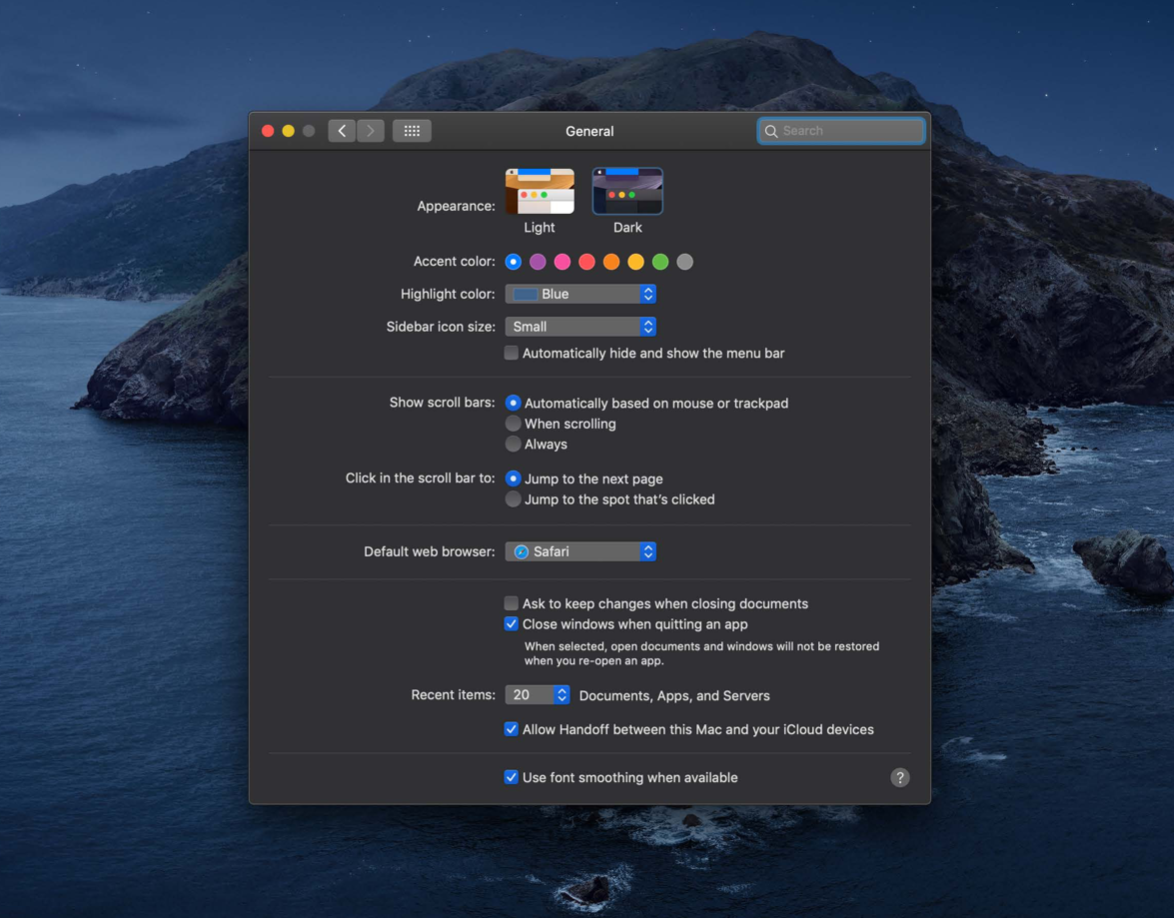 General
Search
Appearance:
Light
Dark
Accent color:
Highlight color: Blue
Sidebar icon size: Small
Automatically hide and show the menu bar
Show scroll bars: Automatically based on mouse or trackpad
When scrolling
Always
Click in the scroll bar to: Jump to the next page
Jump to the spot that's clicked
Default web browser: Safari
Ask to keep changes when closing documents
Close windows when quitting an app
When selected, open documents and windows will not be restored
when you re-open an app.
Recent items: 20 Documents, Apps, and Servers
Allow Handoff between this Mac and your iCloud devices
Use font smoothing when available ?